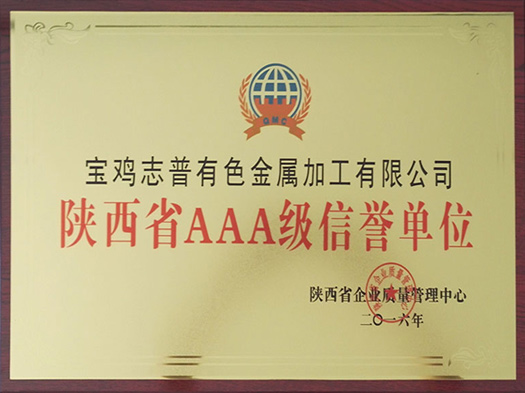 QMC
宝鸡志普有色金属加工有限公司
陕西省AAA级信誉单位
陕西省企业质量管理中心
二〇一六年